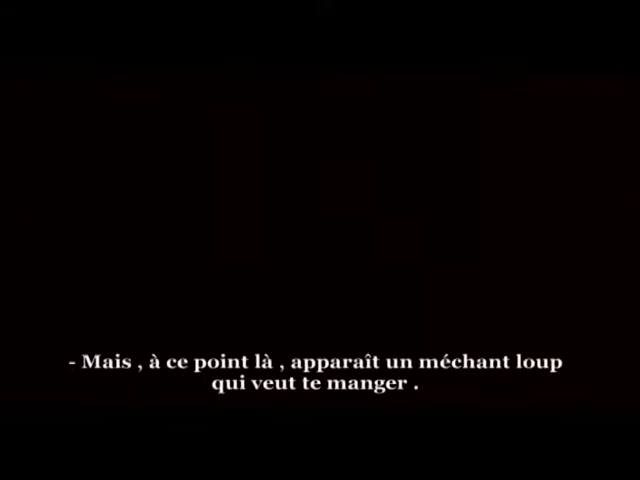 - Mais , à ce point là , apparaît un méchant loup
qui veut te manger .